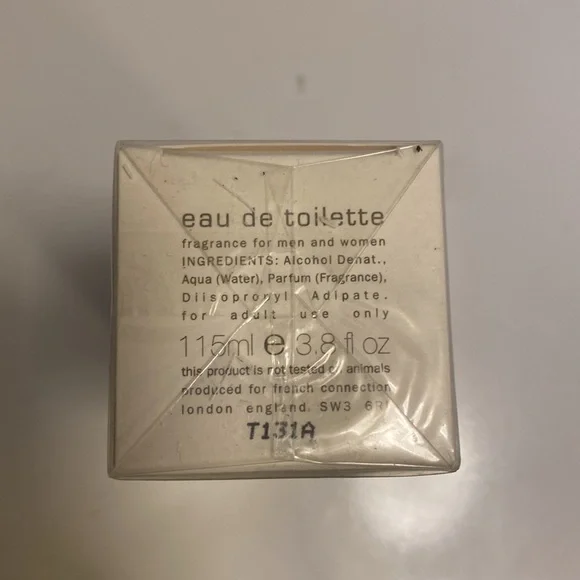 eau de toilette
fragrance for men and women
INGREDIENTS: Alcohol Denat.,
Aqua (Water), Parfum (Fragrance),
Diisopropyl Adipate.
for adult use only
115ml e 3.8 fl oz
this product is not tested on animals
produced for french connection
london england SW3
T131A